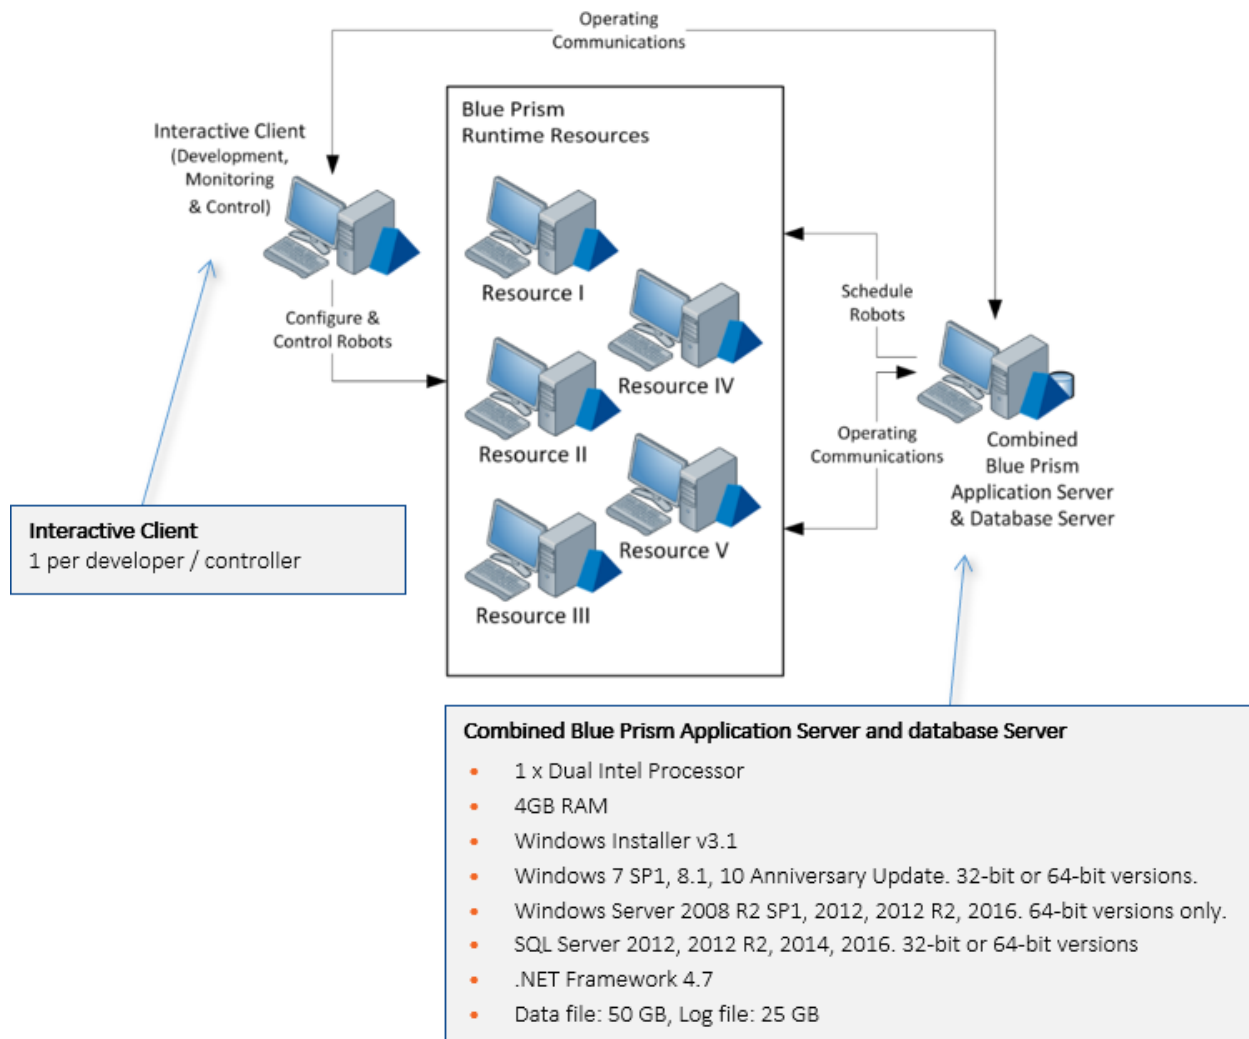 Operating
Communications
Blue Prism
Runtime Resources
Interactive Client
(Development,
Monitoring
& Control)
Resource I
Schedule
Robots
Configure &
Control Robots
Resource IV
Resource II
Operating
Communications
Combined
Blue Prism
Application Server
& Database Server
Resource V
Interactive Client
1 per developer / controller
Resource III
Combined Blue Prism Application Server and database Server
• 1 x Dual Intel Processor
• 4GB RAM
• Windows Installer v3.1
• Windows 7 SP1, 8.1, 10 Anniversary Update. 32-bit or 64-bit versions.
• Windows Server 2008 R2 SP1, 2012, 2012 R2, 2016. 64-bit versions only.
• SQL Server 2012, 2012 R2, 2014, 2016. 32-bit or 64-bit versions
• .NET Framework 4.7
• Data file: 50 GB, Log file: 25 GB